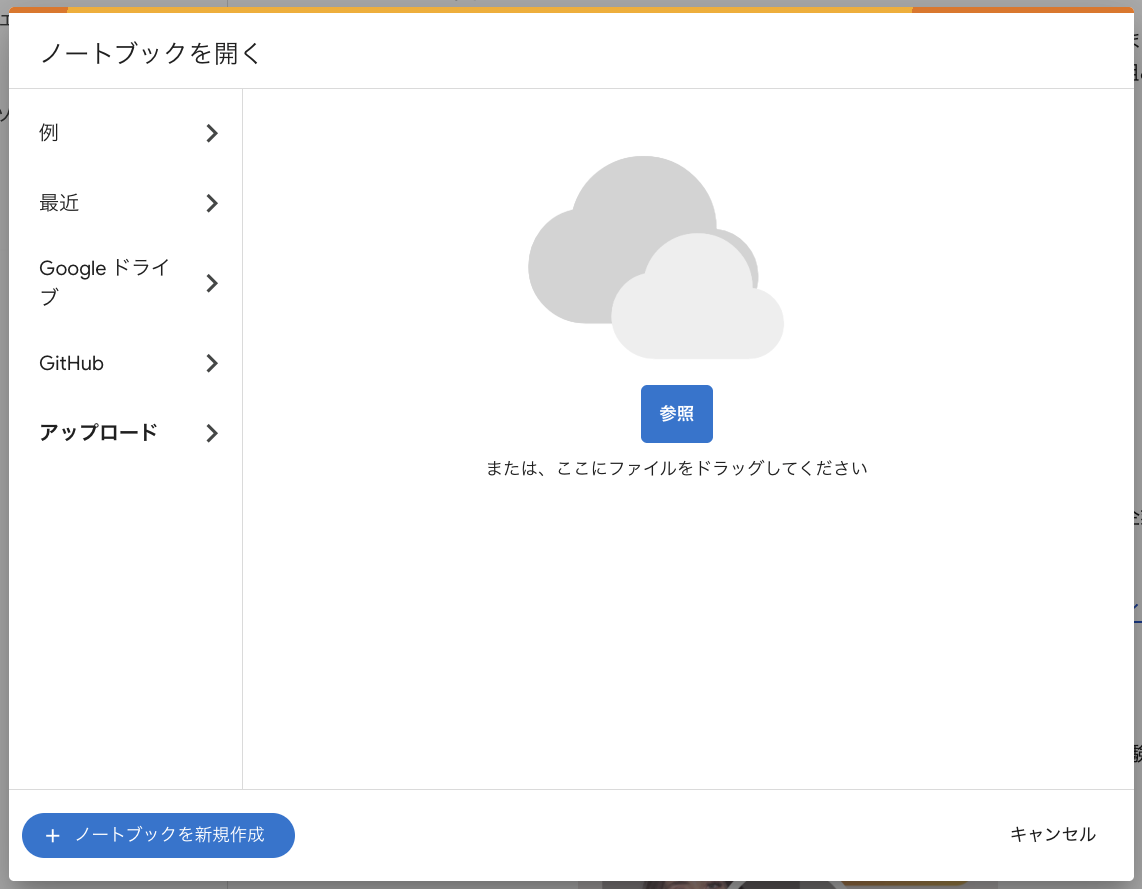 ノートブックを開く
例
最近
Google ドライ
ブ
GitHub
アップロード
参照
または、ここにファイルをドラッグしてください
+ ノートブックを新規作成
キャンセル